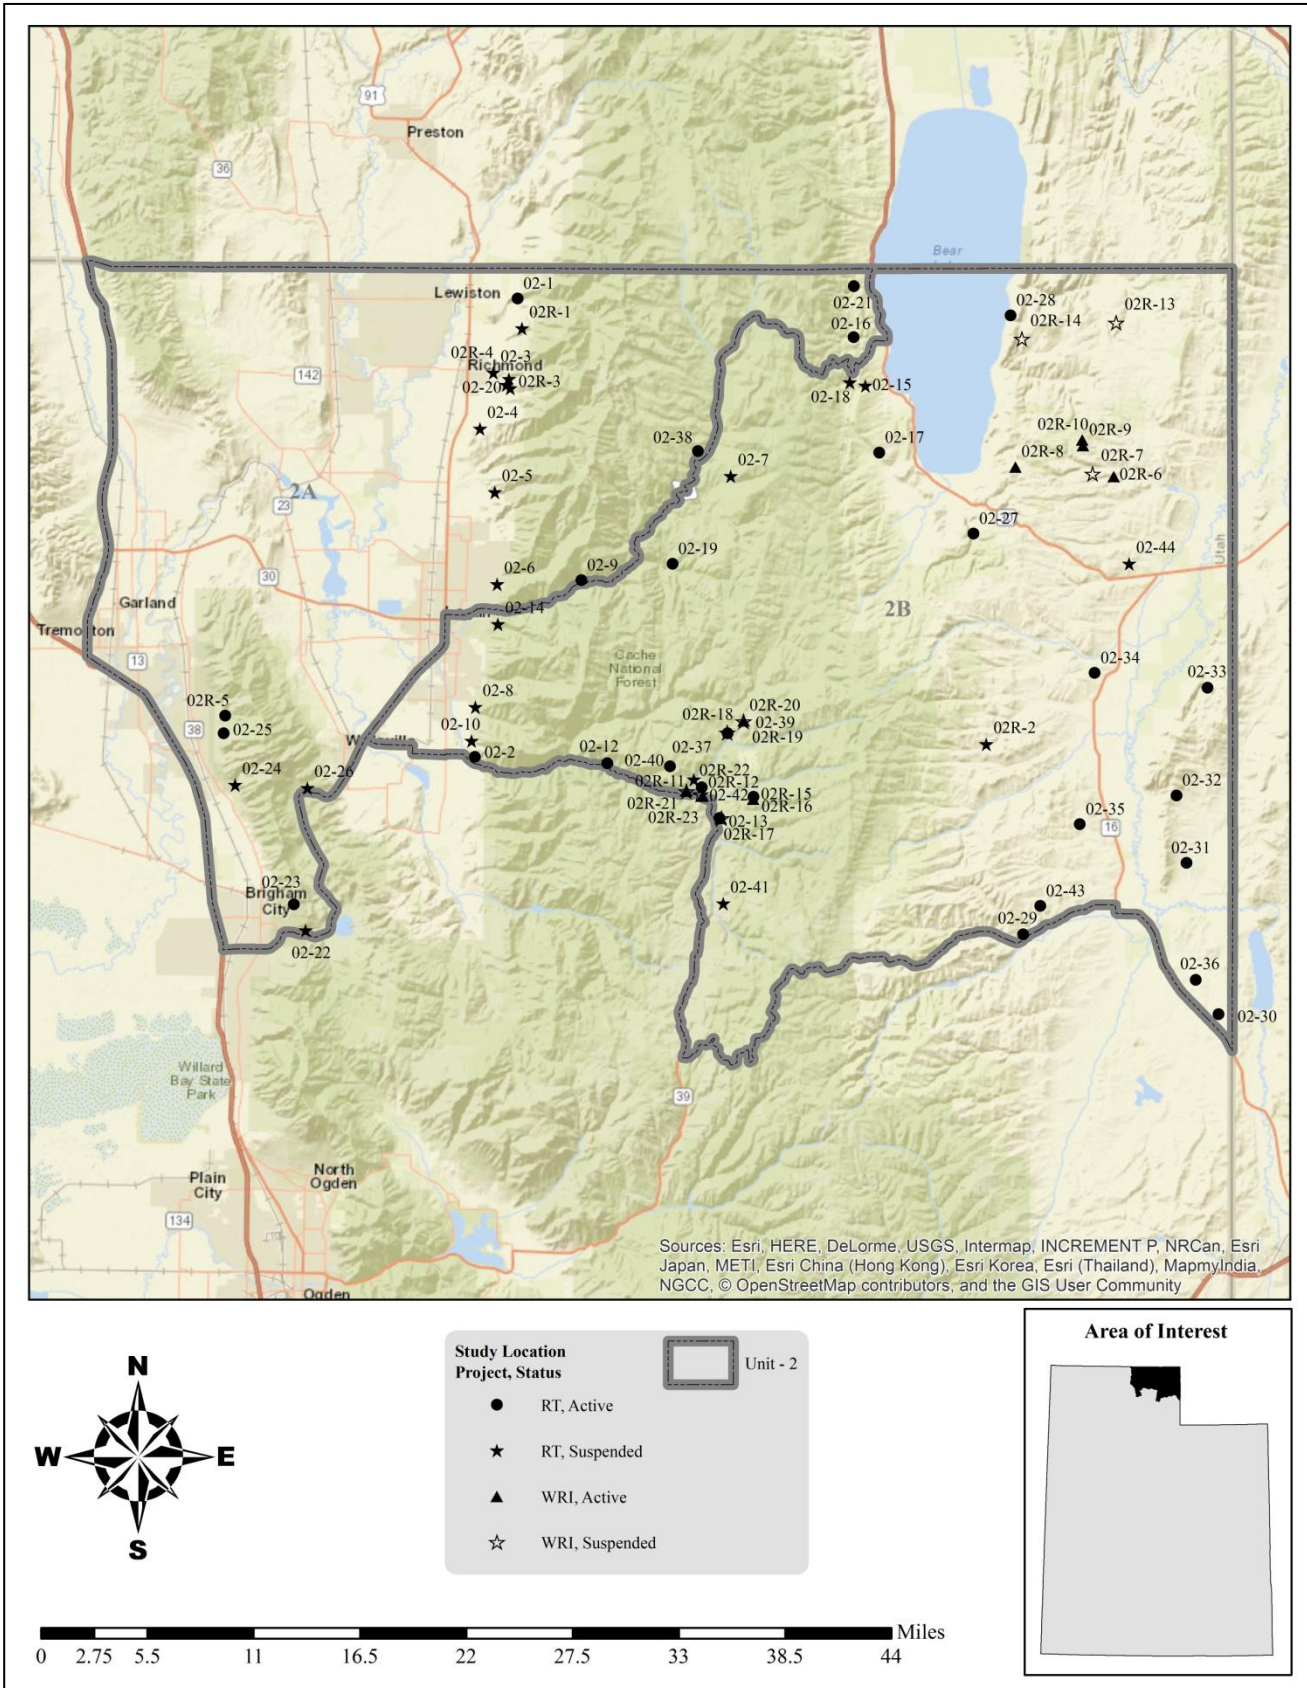 91
Preston
36
Bear
Lewiston
02-1
02R-1
02-21
02-16
02-28
02R-14
02R-13
02R-4
02-3
Richmond
02R-3
02-20
142
02-4
02-18
02-15
02-38
02-7
02-17
02R-10
02R-9
02R-8
02R-7
02R-6
02-5
2A
23
02-27
02-19
02-44
Utah
30
02-6
02-9
Garland
02-14
2B
Tremonton
13
Cache
National
Forest
02-34
02-33
02R-5
38
02-25
02-8
02-10
02-2
02R-18
02R-20
02-39
02R-19
02R-2
02-12
02-40
02-37
02-24
02-26
02R-11
02R-22
02R-12
02R-21
02-42
02R-15
02R-16
02R-23
02-13
02R-17
02-32
02-35
16
02-31
02-23
Brigham
City
02-41
02-43
02-29
02-22
02-36
02-30
Willard
Bay State
Park
39
North
Ogden
Plain
City
134
Ogden
Sources: Esri, HERE, DeLorme, USGS, Intermap, INCREMENT P, NRCan, Esri
Japan, METI, Esri China (Hong Kong), Esri Korea, Esri (Thailand), MapmyIndia,
NGCC, © OpenStreetMap contributors, and the GIS User Community
N
W
E
S
Study Location
Project, Status
Unit - 2
RT, Active
RT, Suspended
WRI, Active
WRI, Suspended
Area of Interest
Miles
0 2.75 5.5 11 16.5 22 27.5 33 38.5 44